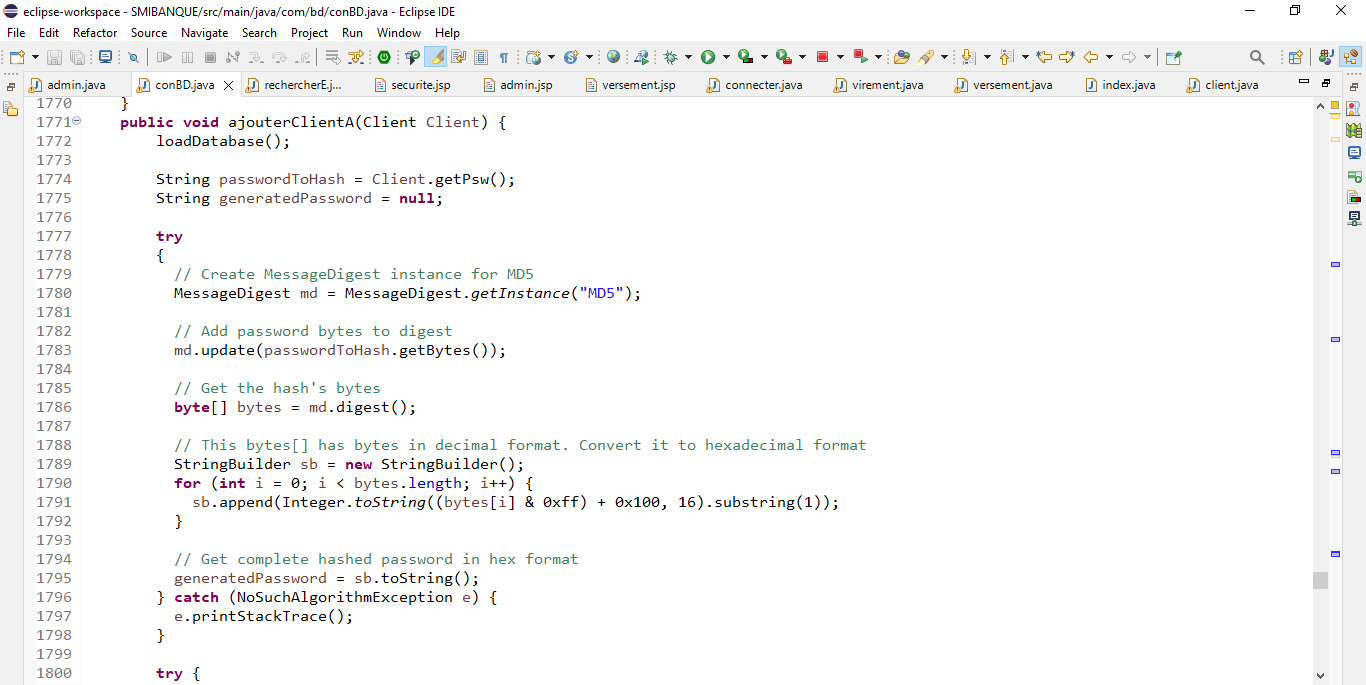 eclipse-workspace - SMIBANQUE/src/main/java/com/bd/conBD.java - Eclipse IDE
File Edit Refactor Source Navigate Search Project Run Window Help
admin.java conBD.java rechercherE.j... securite.jsp admin.jsp versement.jsp connecter.java virement.java versement.java index.java client.java
1770 }
1771 public void ajouterClientA(Client Client) {
1772 loadDatabase();
1773
1774 String passwordToHash = Client.getPsw();
1775 String generatedPassword = null;
1776
1777 try
1778 {
1779 // Create MessageDigest instance for MD5
1780 MessageDigest md = MessageDigest.getInstance("MD5");
1781
1782 // Add password bytes to digest
1783 md.update(passwordToHash.getBytes());
1784
1785 // Get the hash's bytes
1786 byte[] bytes = md.digest();
1787
1788 // This bytes[] has bytes in decimal format. Convert it to hexadecimal format
1789 StringBuilder sb = new StringBuilder();
1790 for (int i = 0; i < bytes.length; i++) {
1791 sb.append(Integer.toString((bytes[i] & 0xff) + 0x100, 16).substring(1));
1792 }
1793
1794 // Get complete hashed password in hex format
1795 generatedPassword = sb.toString();
1796 } catch (NoSuchAlgorithmException e) {
1797 e.printStackTrace();
1798 }
1799
1800 try {